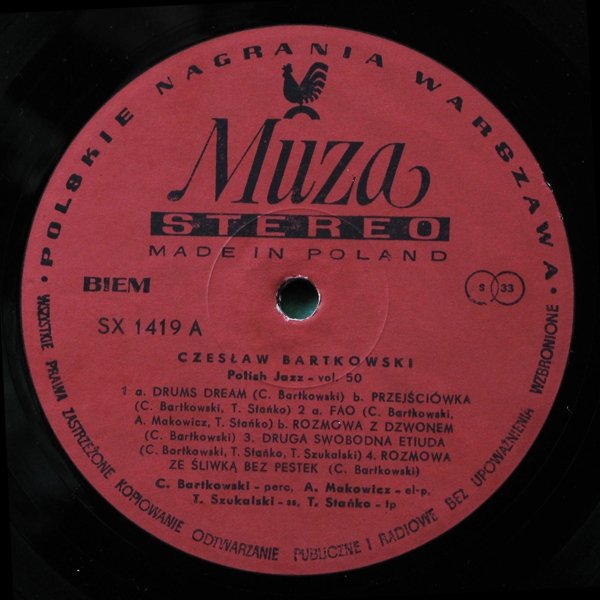 • POLSKIE NAGRANIA WARSZAWA •
Muza
STEREO
MADE IN POLAND
BIEM
S 33
SX 1419 A
CZESŁAW BARTKOWSKI
Polish Jazz - vol. 50
1 a. DRUMS DREAM (C. Bartkowski) b. PRZEJŚCIÓWKA
(C. Bartkowski, T. Stańko) 2 a. FAO (C. Bartkowski,
A. Makowicz, T. Stańko) b. ROZMOWA Z DZWONEM
(C. Bartkowski) 3. DRUGA SWOBODNA ETIUDA
(C. Bartkowski, T. Stańko, T. Szukalski) 4. ROZMOWA
ZE ŚLIWKĄ BEZ PESTEK (C. Bartkowski)
C. Bartkowski - perc, A. Makowicz - el-p,
T. Szukalski - ss, T. Stańko - tp
WSZYSTKIE PRAWA ZASTRZEŻONE KOPIOWANIE ODTWARZANIE PUBLICZNE I RADIOWE BEZ UPOWAŻNIENIA WZBRONIONE